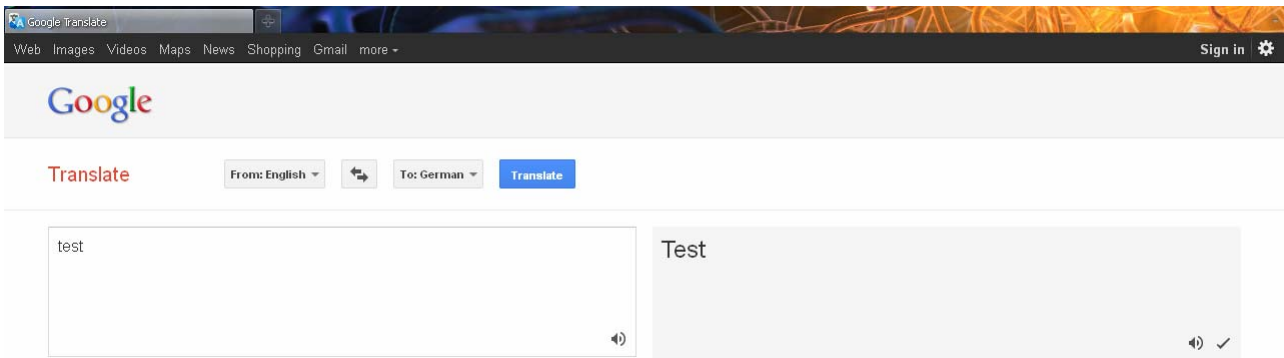 Google Translate
Web Images Videos Maps News Shopping Gmail more
Sign in
Google
Translate
From: English
To: German
Translate
test
Test